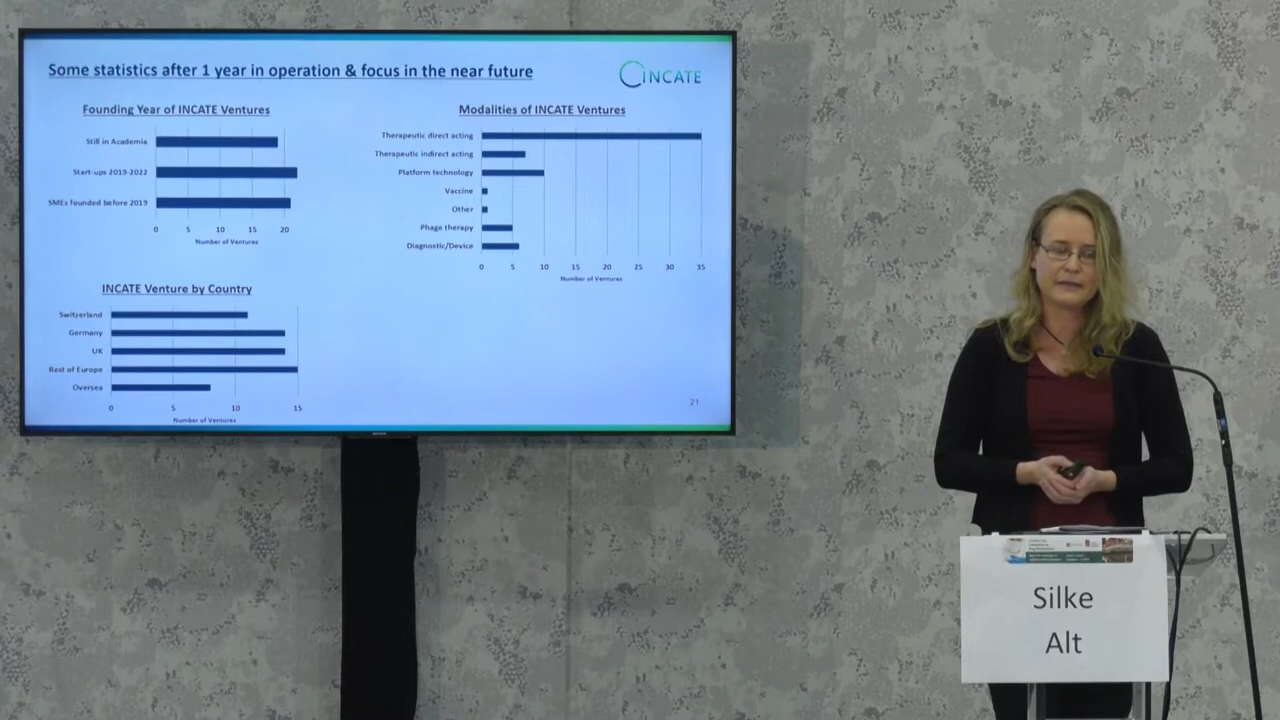 Some statistics after 1 year in operation & focus in the near future
INCATE
Founding Year of INCATE Ventures
Still in Academia
Start-ups 2019-2022
SMEs founded before 2019
0 5 10 15 20
Number of Ventures
Modalities of INCATE Ventures
Therapeutic direct acting
Therapeutic indirect acting
Platform technology
Vaccine
Other
Phage therapy
Diagnostic/Device
0 5 10 15 20 25 30 35
Number of Ventures
INCATE Venture by Country
Switzerland
Germany
UK
Rest of Europe
Oversea
0 5 10 15
Number of Ventures
21
Silke
Alt